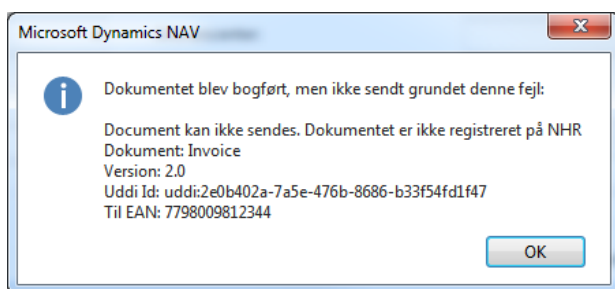 Microsoft Dynamics NAV
Dokumentet blev bogført, men ikke sendt grundet denne fejl:
Document kan ikke sendes. Dokumentet er ikke registreret på NHR
Dokument: Invoice
Version: 2.0
Uddi Id: uddi:2e0b402a-7a5e-476b-8686-b33f54fd1f47
Til EAN: 7798009812344
OK